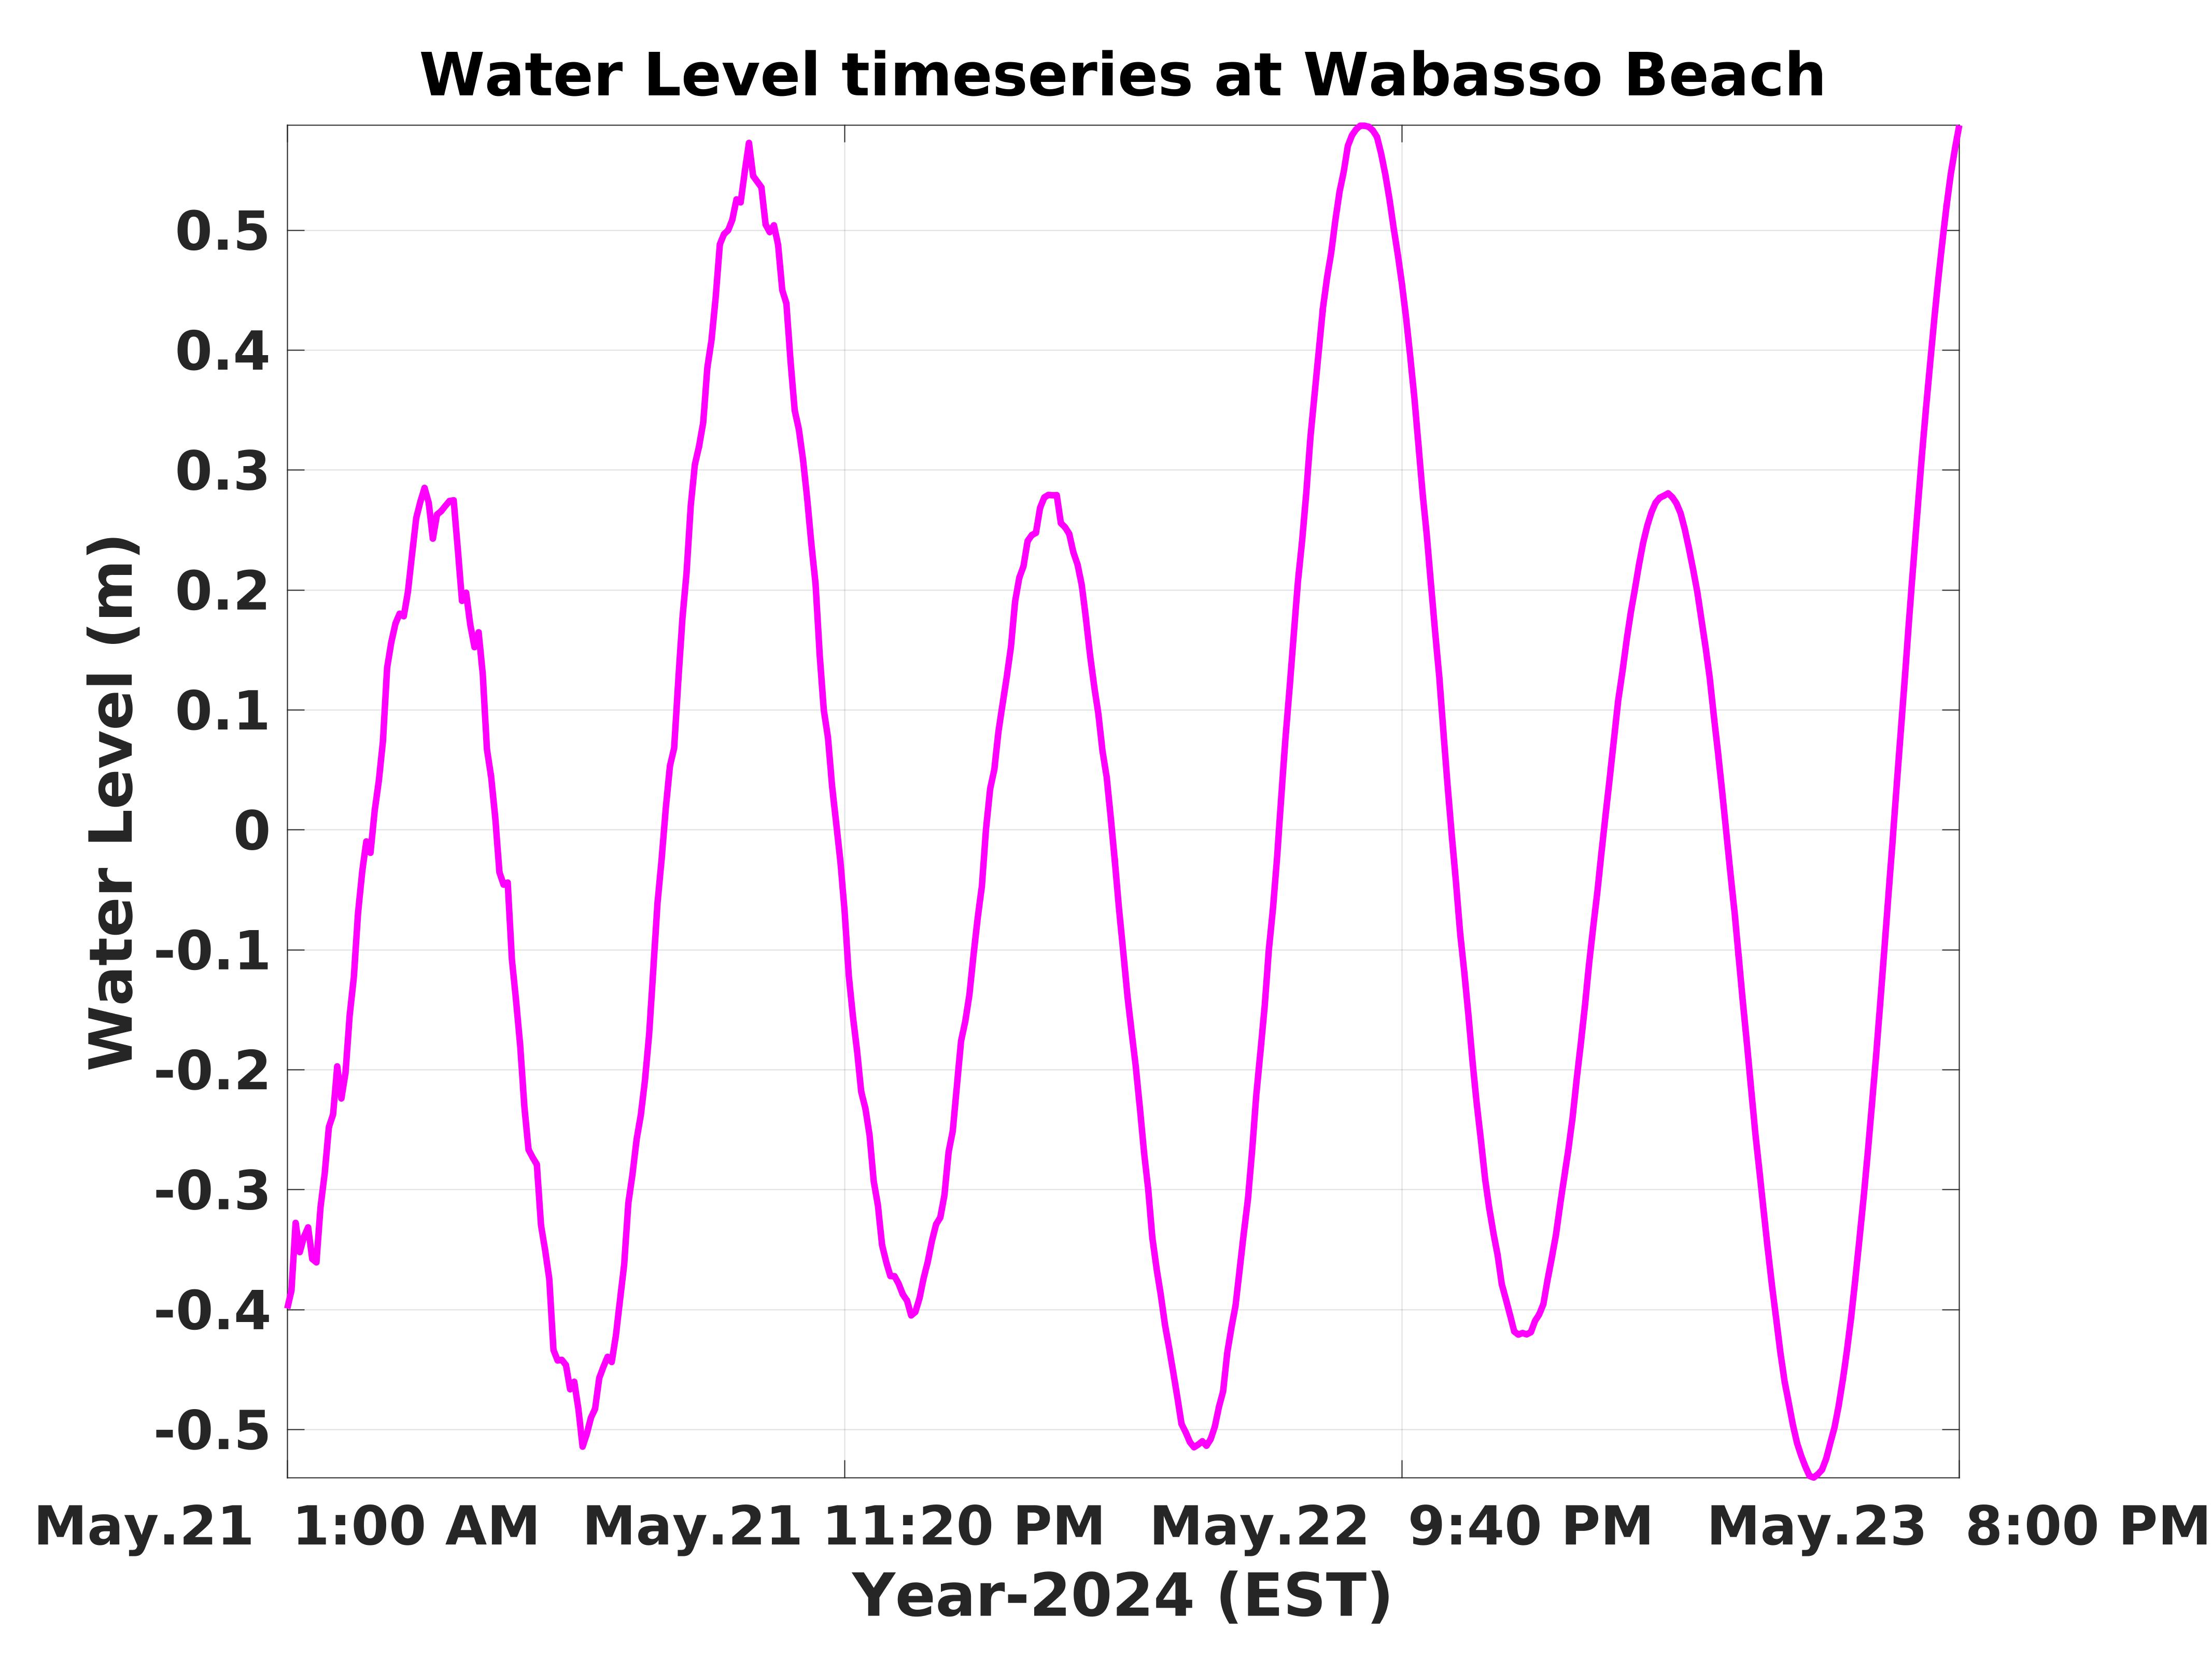 Water Level timeseries at Wabasso Beach
Water Level (m)
0.5
0.4
0.3
0.2
0.1
0
-0.1
-0.2
-0.3
-0.4
-0.5
May.21 1:00 AM May.21 11:20 PM May.22 9:40 PM May.23 8:00 PM
Year-2024 (EST)